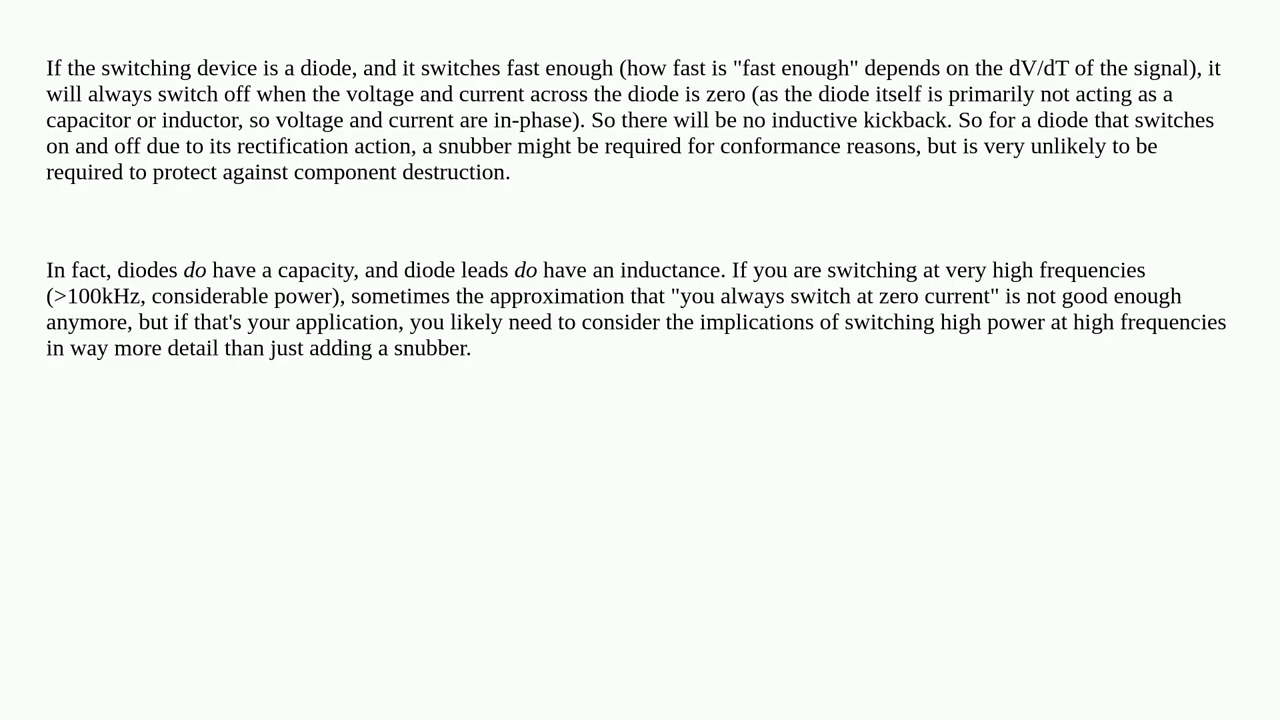 If the switching device is a diode, and it switches fast enough (how fast is "fast enough" depends on the dV/dT of the signal), it
will always switch off when the voltage and current across the diode is zero (as the diode itself is primarily not acting as a
capacitor or inductor, so voltage and current are in-phase). So there will be no inductive kickback. So for a diode that switches
on and off due to its rectification action, a snubber might be required for conformance reasons, but is very unlikely to be
required to protect against component destruction.
In fact, diodes do have a capacity, and diode leads do have an inductance. If you are switching at very high frequencies
(>100kHz, considerable power), sometimes the approximation that "you always switch at zero current" is not good enough
anymore, but if that's your application, you likely need to consider the implications of switching high power at high frequencies
in way more detail than just adding a snubber.